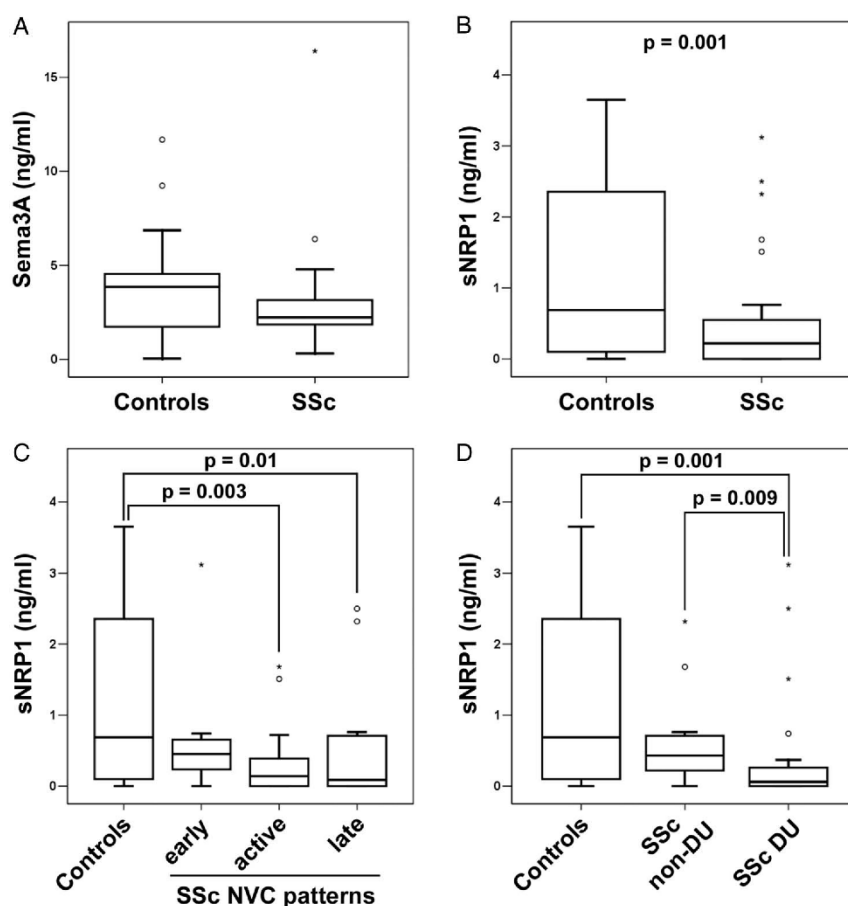 A
Sema3A (ng/ml)
15
10
5
0
Controls SSc
B
p = 0.001
sNRP1 (ng/ml)
4
3
2
1
0
Controls SSc
C
p = 0.01
p = 0.003
sNRP1 (ng/ml)
4
3
2
1
0
Controls early active late
SSc NVC patterns
D
p = 0.001
p = 0.009
sNRP1 (ng/ml)
4
3
2
1
0
Controls SSc non-DU SSc DU